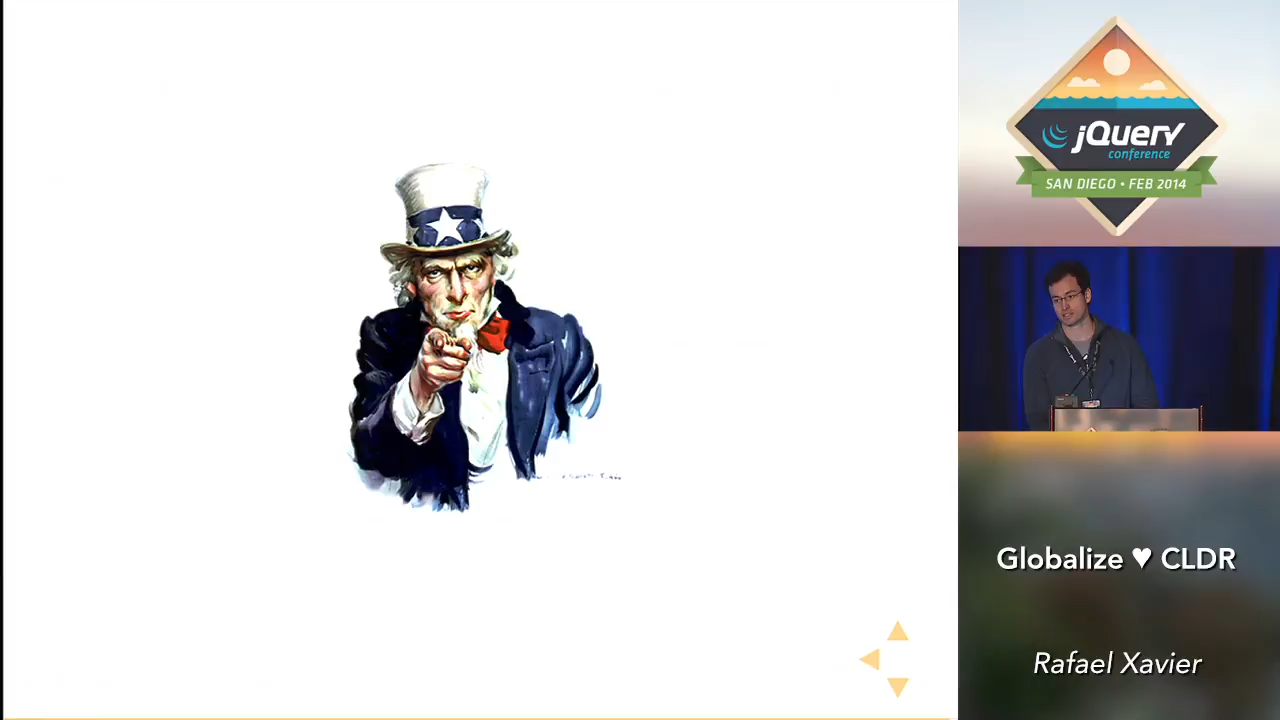 jQuery
conference
SAN DIEGO • FEB 2014
Globalize ♥ CLDR
Rafael Xavier